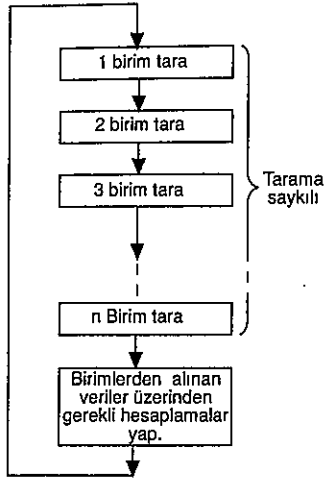 1 birim tara
2 birim tara
3 birim tara
Tarama
saykılı
n Birim tara
Birimlerden alınan
veriler üzerinden
gerekli hesaplamalar
yap.